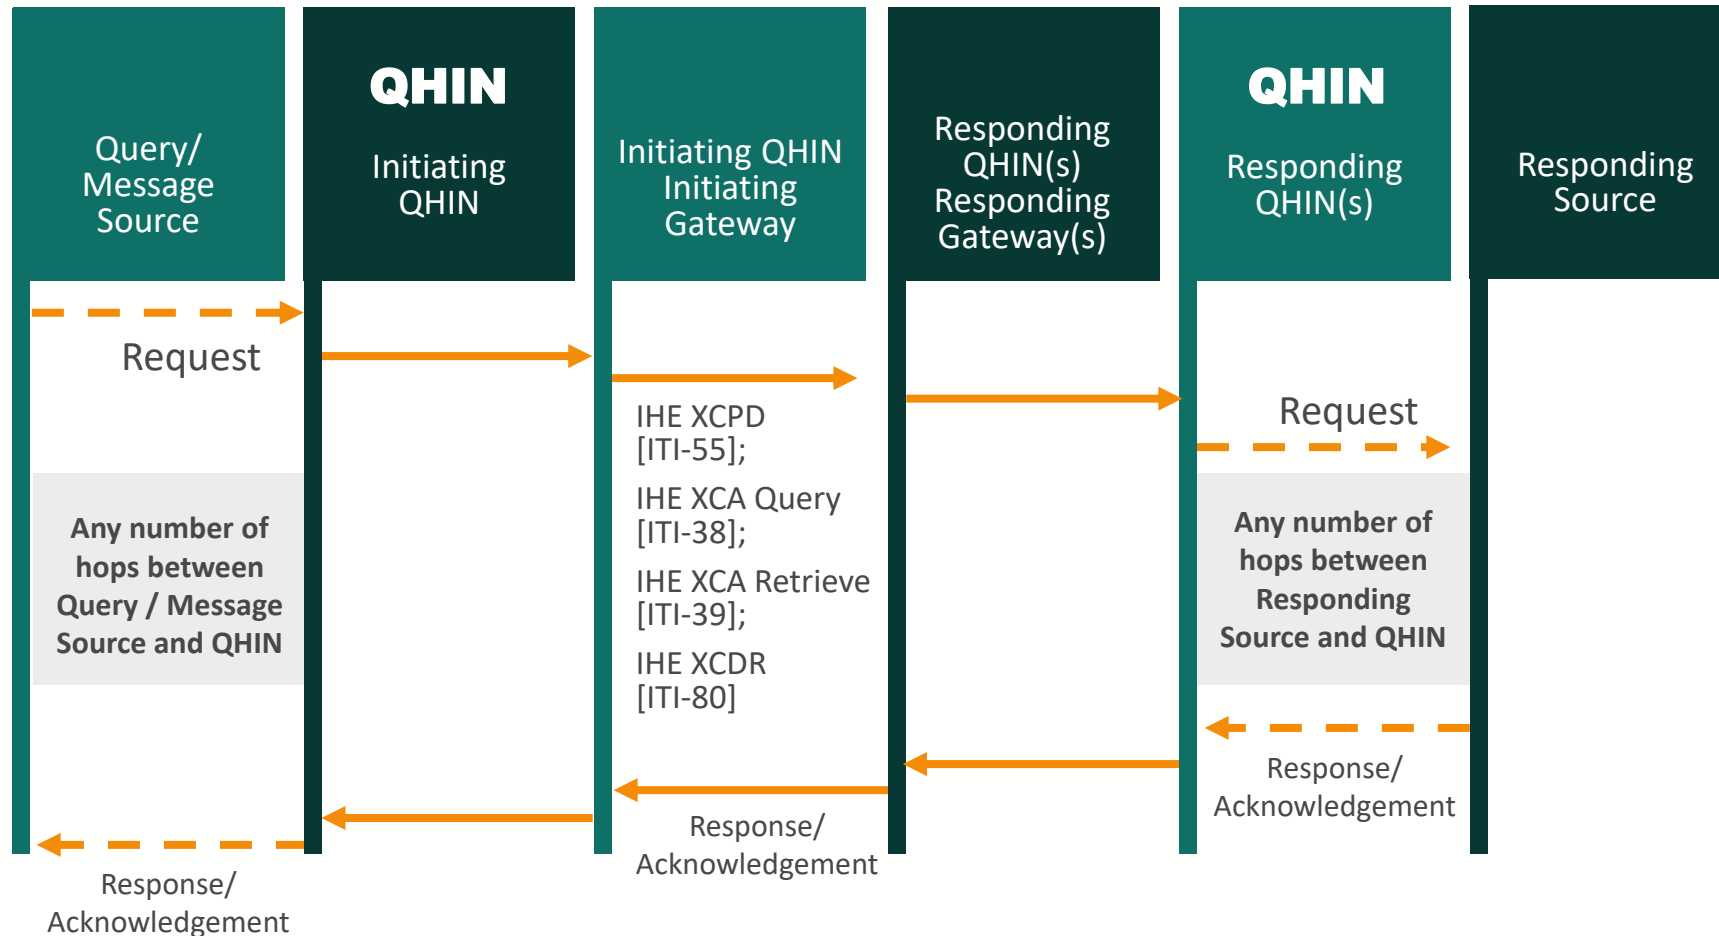 Query/
Message
Source
QHIN
Initiating
QHIN
Initiating QHIN
Initiating
Gateway
Responding
QHIN(s)
Responding
Gateway(s)
QHIN
Responding
QHIN(s)
Responding
Source
Request
Any number of
hops between
Query / Message
Source and QHIN
IHE XCPD
[ITI-55];
IHE XCA Query
[ITI-38];
IHE XCA Retrieve
[ITI-39];
IHE XCDR
[ITI-80]
Request
Any number of
hops between
Responding
Source and QHIN
Response/
Acknowledgement
Response/
Acknowledgement
Response/
Acknowledgement